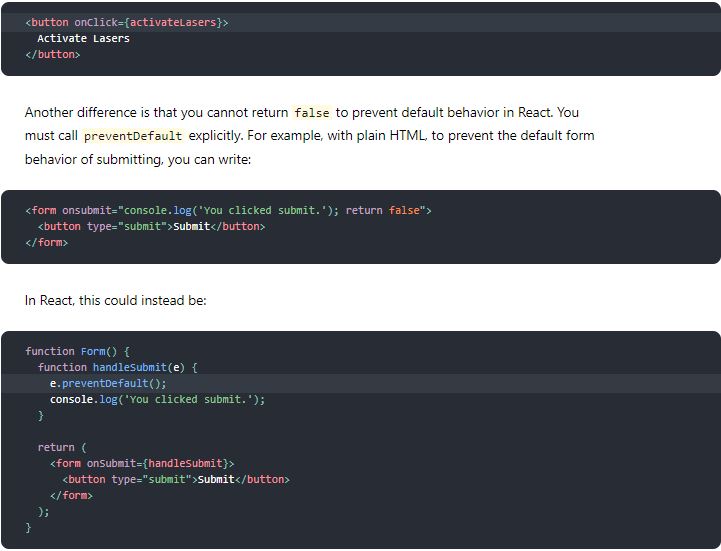 <button onClick={activateLasers}>
  Activate Lasers
</button>
Another difference is that you cannot return false to prevent default behavior in React. You
must call preventDefault explicitly. For example, with plain HTML, to prevent the default form
behavior of submitting, you can write:
<form onsubmit="console.log('You clicked submit.'); return false">
  <button type="submit">Submit</button>
</form>
In React, this could instead be:
function Form() {
  function handleSubmit(e) {
    e.preventDefault();
    console.log('You clicked submit.');
  }
  return (
    <form onSubmit={handleSubmit}>
      <button type="submit">Submit</button>
    </form>
  );
}